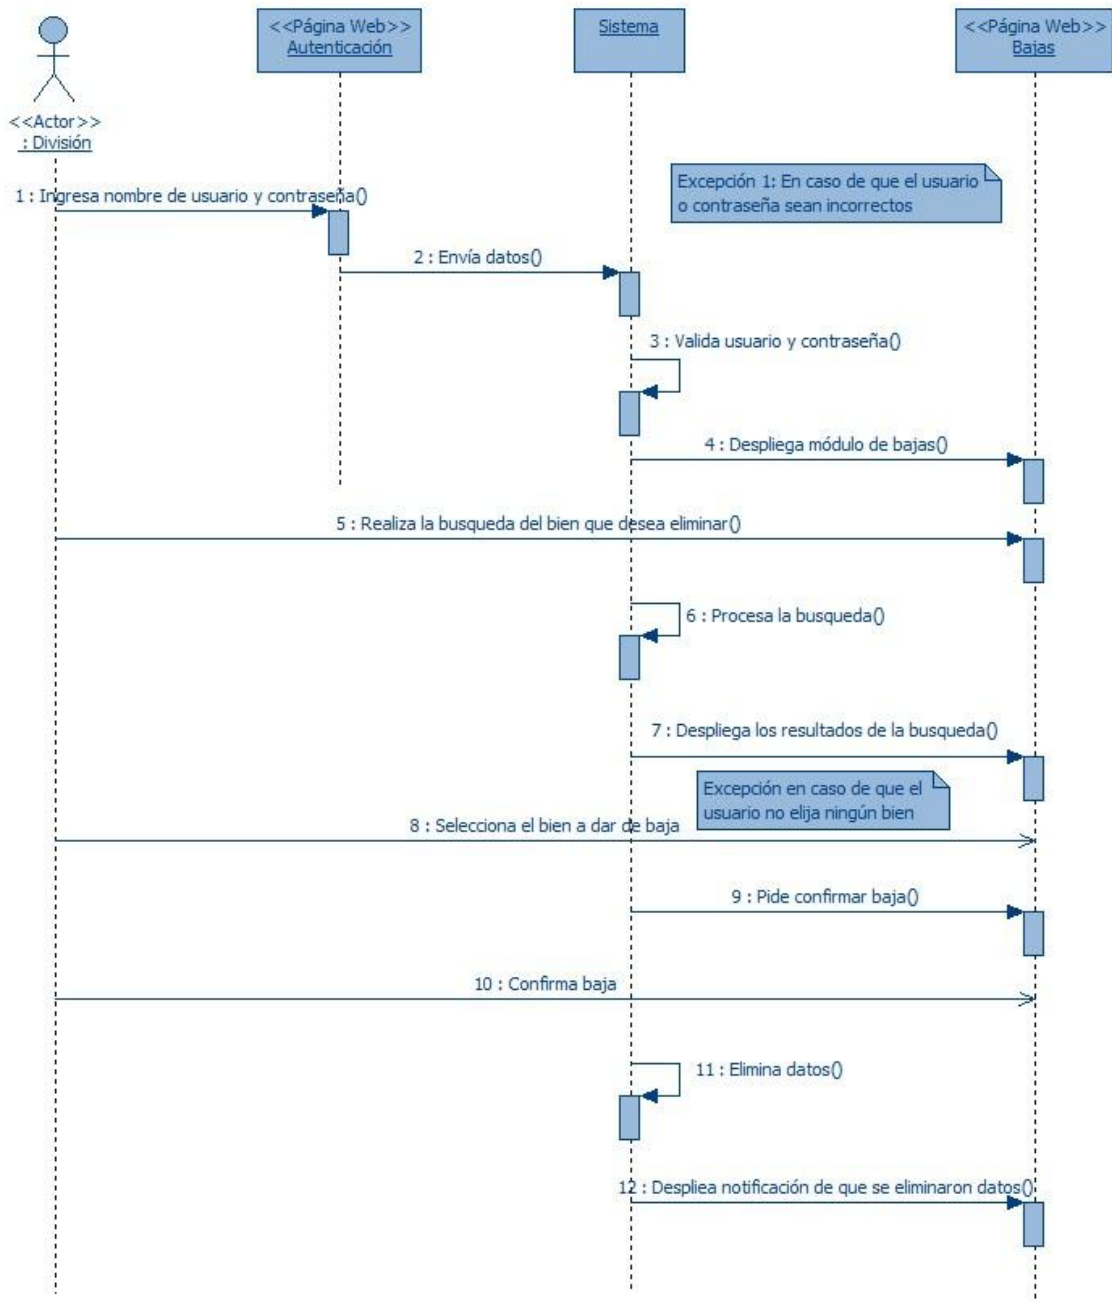 <<Página Web>>
Autenticación
Sistema
<<Página Web>>
Bajas
<<Actor>>
: División
1 : Ingresa nombre de usuario y contraseña()
Excepción 1: En caso de que el usuario
o contraseña sean incorrectos
2 : Envía datos()
3 : Valida usuario y contraseña()
4 : Despliega módulo de bajas()
5 : Realiza la busqueda del bien que desea eliminar()
6 : Procesa la busqueda()
7 : Despliega los resultados de la busqueda()
Excepción en caso de que el
usuario no elija ningún bien
8 : Selecciona el bien a dar de baja
9 : Pide confirmar baja()
10 : Confirma baja
11 : Elimina datos()
12 : Despliea notificación de que se eliminaron datos()